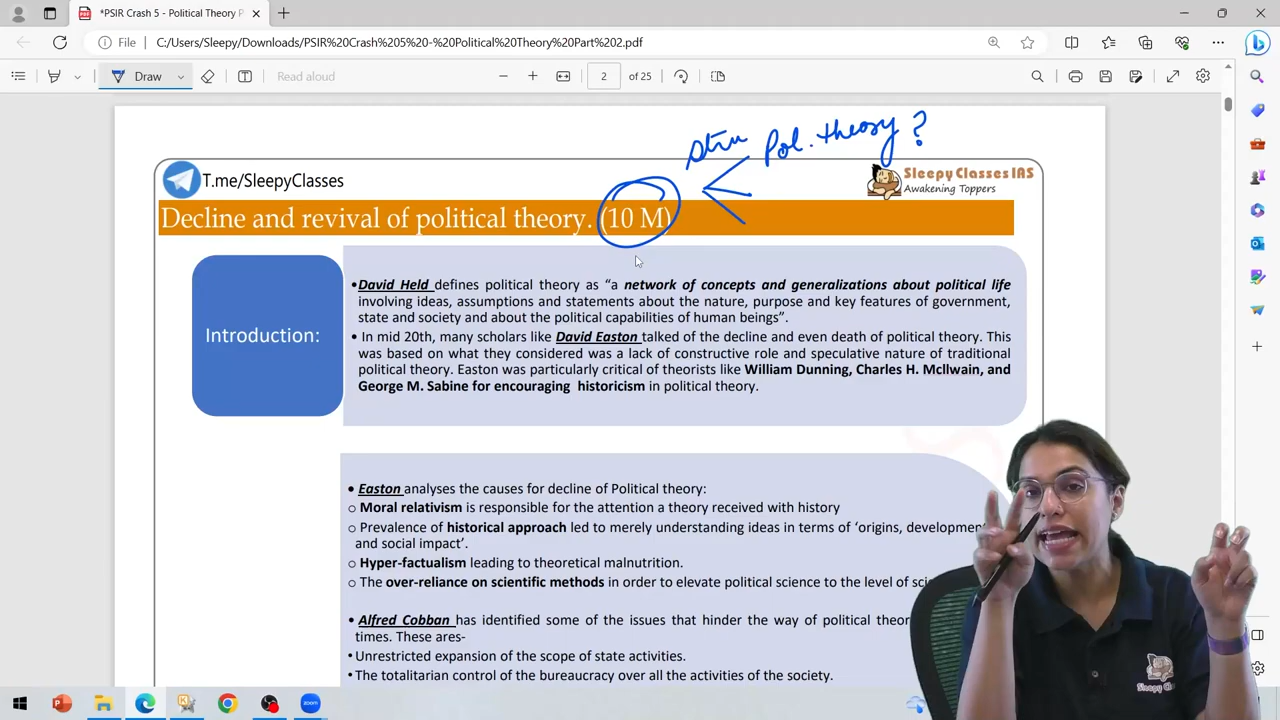 *PSIR Crash 5 - Political Theory P
File
C:/Users/Sleepy/Downloads/PSIR%20Crash%205%20-%20Political%20Theory%20Part%202.pdf
Draw
Read aloud
2
of 25
Pol. theory ?
T.me/SleepyClasses
Sleepy Classes IAS
Awakening Toppers
Decline and revival of political theory. (10 M)
Introduction:
•David Held defines political theory as “a network of concepts and generalizations about political life
involving ideas, assumptions and statements about the nature, purpose and key features of government,
state and society and about the political capabilities of human beings”.
• In mid 20th, many scholars like David Easton talked of the decline and even death of political theory. This
was based on what they considered was a lack of constructive role and speculative nature of traditional
political theory. Easton was particularly critical of theorists like William Dunning, Charles H. McIlwain, and
George M. Sabine for encouraging historicism in political theory.
• Easton analyses the causes for decline of Political theory:
o Moral relativism is responsible for the attention a theory received with history
o Prevalence of historical approach led to merely understanding ideas in terms of ‘origins, development
and social impact’.
o Hyper-factualism leading to theoretical malnutrition.
o The over-reliance on scientific methods in order to elevate political science to the level of
• Alfred Cobban has identified some of the issues that hinder the way of political
times. These ares-
• Unrestricted expansion of the scope of state activities.
• The totalitarian control of the bureaucracy over all the activities of the society.
Sleepy Classes
zoom